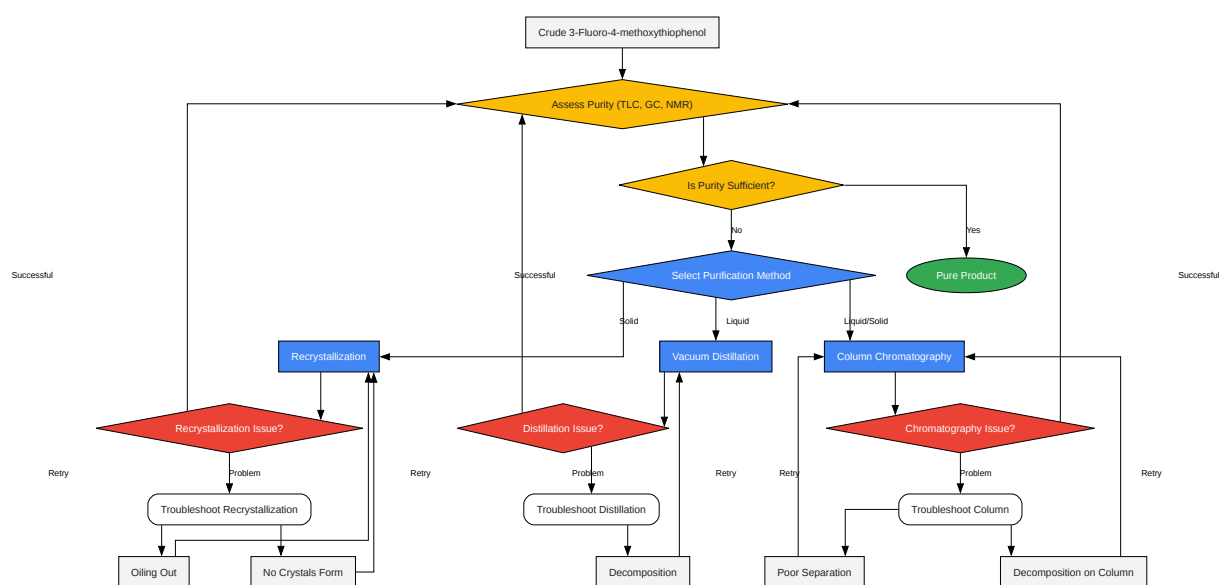 Crude 3-Fluoro-4-methoxythiophenol
Assess Purity (TLC, GC, NMR)
Is Purity Sufficient?
No
Yes
Successful
Successful
Select Purification Method
Pure Product
Successful
Solid
Liquid
Liquid/Solid
Recrystallization
Vacuum Distillation
Column Chromatography
Recrystallization Issue?
Distillation Issue?
Chromatography Issue?
Retry
Problem
Retry
Problem
Retry
Retry
Problem
Retry
Troubleshoot Recrystallization
Troubleshoot Distillation
Troubleshoot Column
Oiling Out
No Crystals Form
Decomposition
Poor Separation
Decomposition on Column